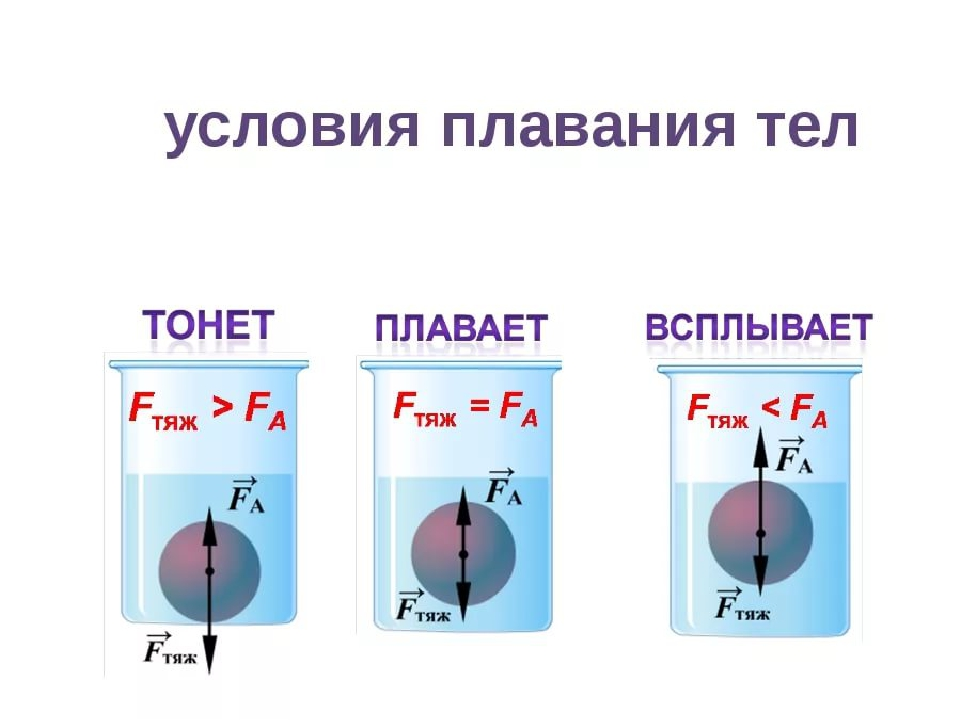 условия плавания тел
ТОНЕТ
ПЛАВАЕТ
ВСПЛЫВАЕТ
Fтяж > FA
Fтяж = FA
Fтяж < FA
FA
FA
FA
Fтяж
Fтяж
Fтяж